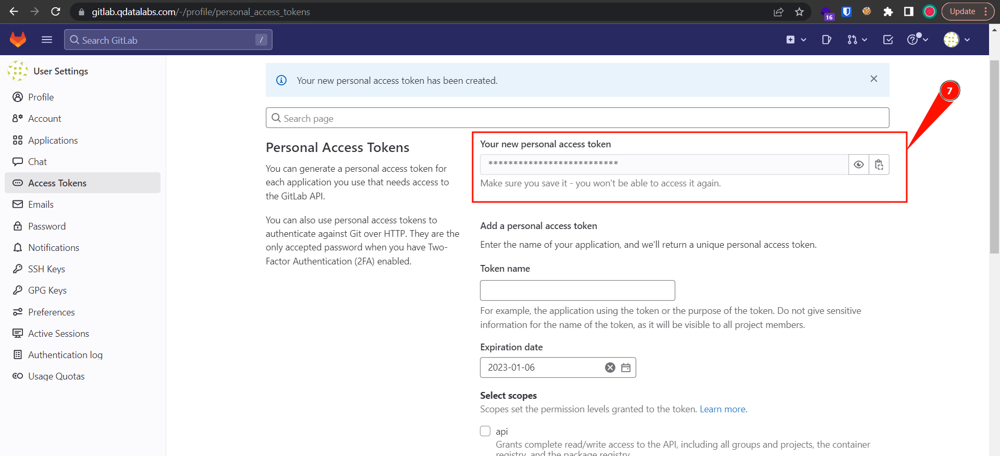 gitlab.qdatalabs.com/-/profile/personal_access_tokens
16
Update
Search GitLab
/
User Settings
Profile
Account
Applications
Chat
Access Tokens
Emails
Password
Notifications
SSH Keys
GPG Keys
Preferences
Active Sessions
Authentication log
Usage Quotas
Your new personal access token has been created.
7
Search page
Personal Access Tokens
You can generate a personal access token for
each application you use that needs access to
the GitLab API.
You can also use personal access tokens to
authenticate against Git over HTTP. They are the
only accepted password when you have Two-
Factor Authentication (2FA) enabled.
Your new personal access token
**************************
Make sure you save it - you won't be able to access it again.
Add a personal access token
Enter the name of your application, and we'll return a unique personal access token.
Token name
For example, the application using the token or the purpose of the token. Do not give sensitive
information for the name of the token, as it will be visible to all project members.
Expiration date
2023-01-06
Select scopes
Scopes set the permission levels granted to the token. Learn more.
api
Grants complete read/write access to the API, including all groups and projects, the container
registry, and the package registry.